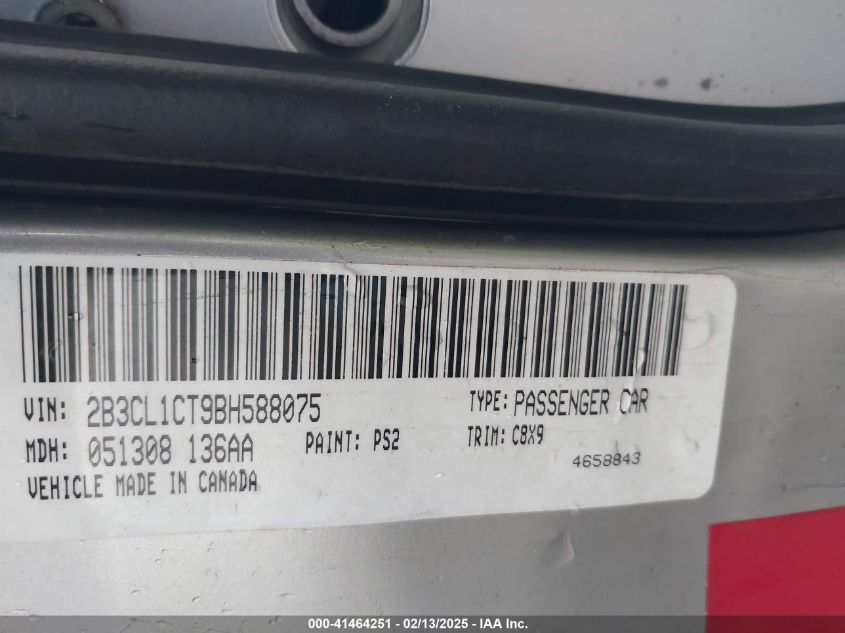 VIN: 2B3CL1CT9BH588075 TYPE: PASSENGER CAR
MDH: 051308 136AA PAINT: PS2 TRIM: C8X9
4658843
VEHICLE MADE IN CANADA
000-41464251 - 02/13/2025 - IAA Inc.